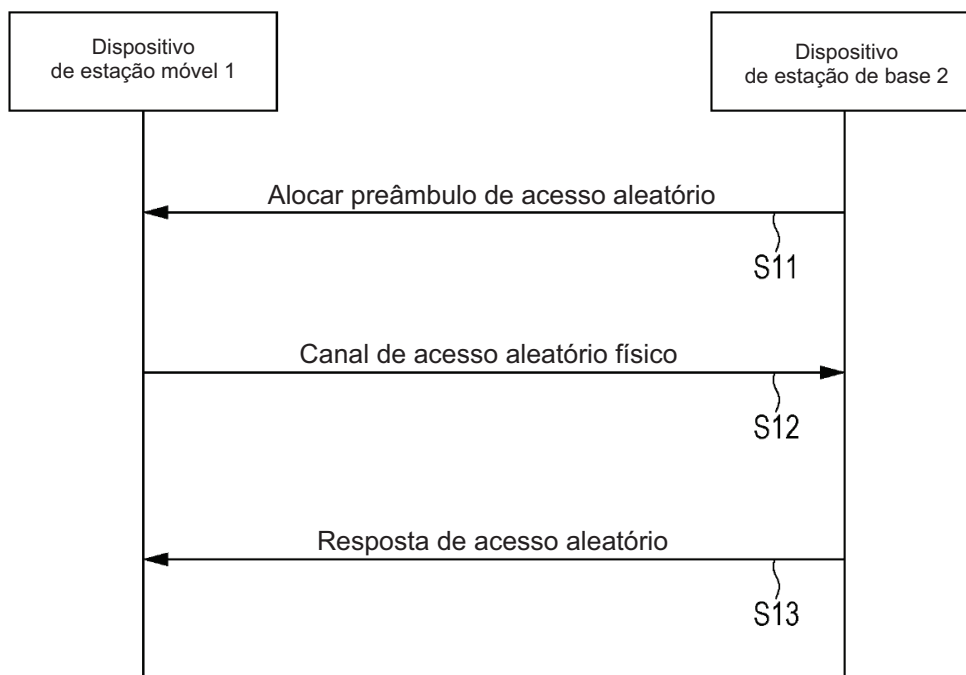 Dispositivo
de estação móvel 1
Dispositivo
de estação de base 2
Alocar preâmbulo de acesso aleatório
S11
Canal de acesso aleatório físico
S12
Resposta de acesso aleatório
S13